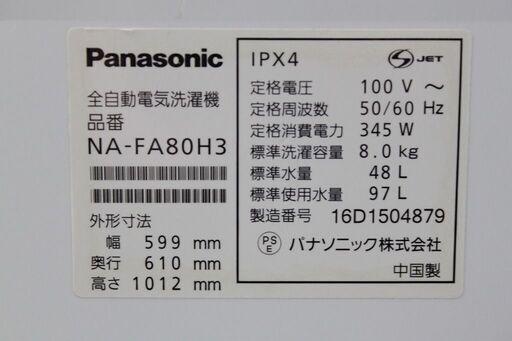 Panasonic
全自動電気洗濯機
品番
NA-FA80H3
外形寸法
幅 599 mm
奥行 610 mm
高さ 1012 mm
IPX4
S JET
定格電圧 100 V ～
定格周波数 50/60 Hz
定格消費電力 345 W
標準洗濯容量 8.0 kg
標準水量 48 L
標準使用水量 97 L
製造番号 16D1504879
PS E パナソニック株式会社
中国製